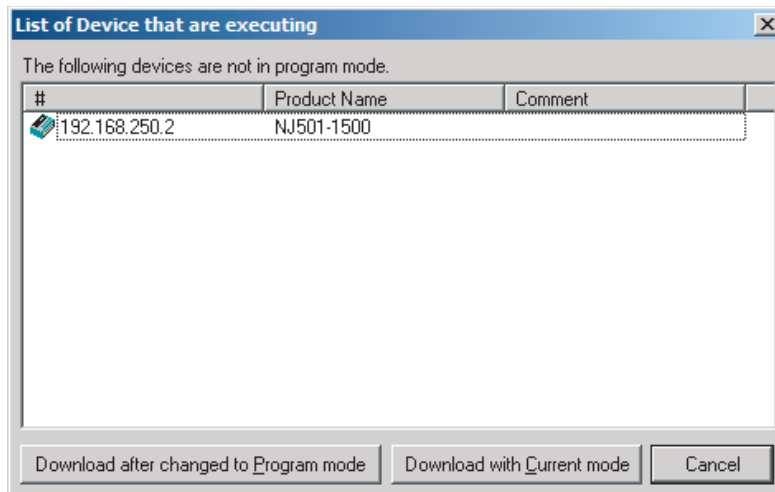 List of Device that are executing
The following devices are not in program mode.
# Product Name Comment
192.168.250.2 NJ501-1500
Download after changed to Program mode Download with Current mode Cancel